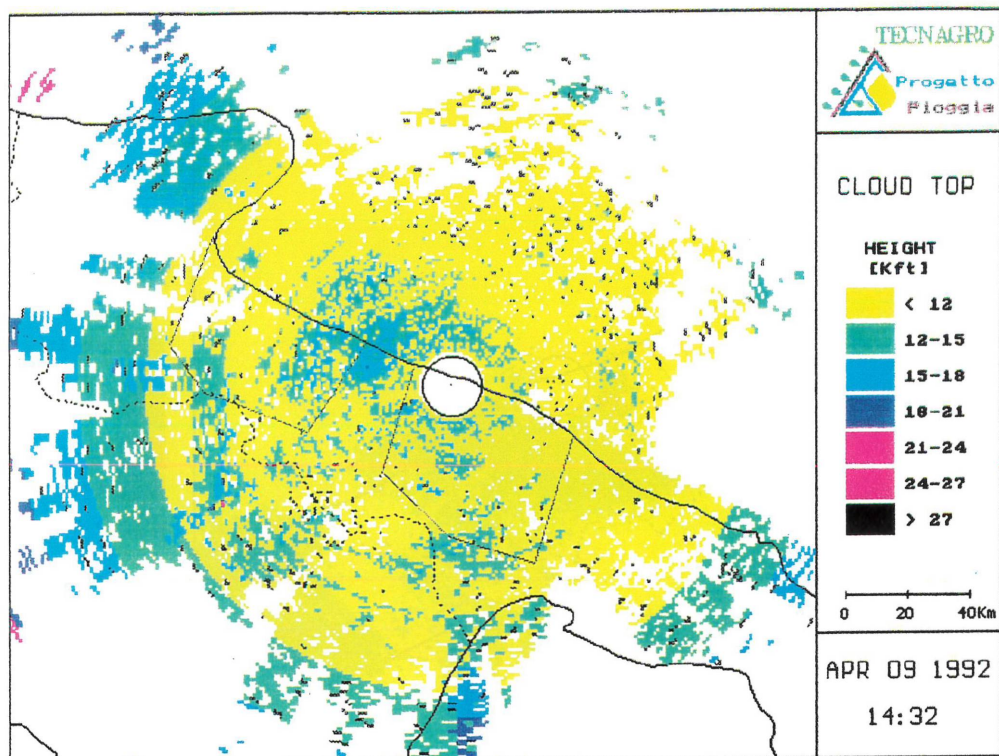 TECNAGRO
Progetto
Pioggia
CLOUD TOP
HEIGHT
[Kft]
< 12
12-15
15-18
18-21
21-24
24-27
> 27
0 20 40Km
APR 09 1992
14:32